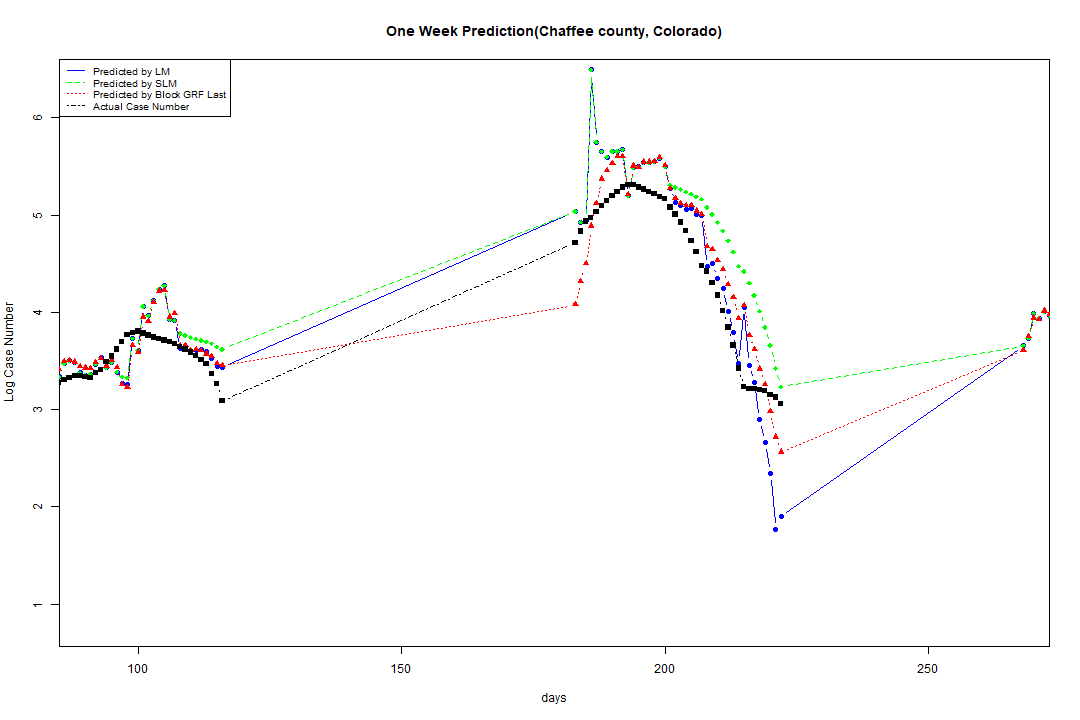 One Week Prediction(Chaffee county, Colorado)
Predicted by LM
Predicted by SLM
Predicted by Block GRF Last
Actual Case Number
Log Case Number
6
5
4
3
2
1
100 150 200 250
days